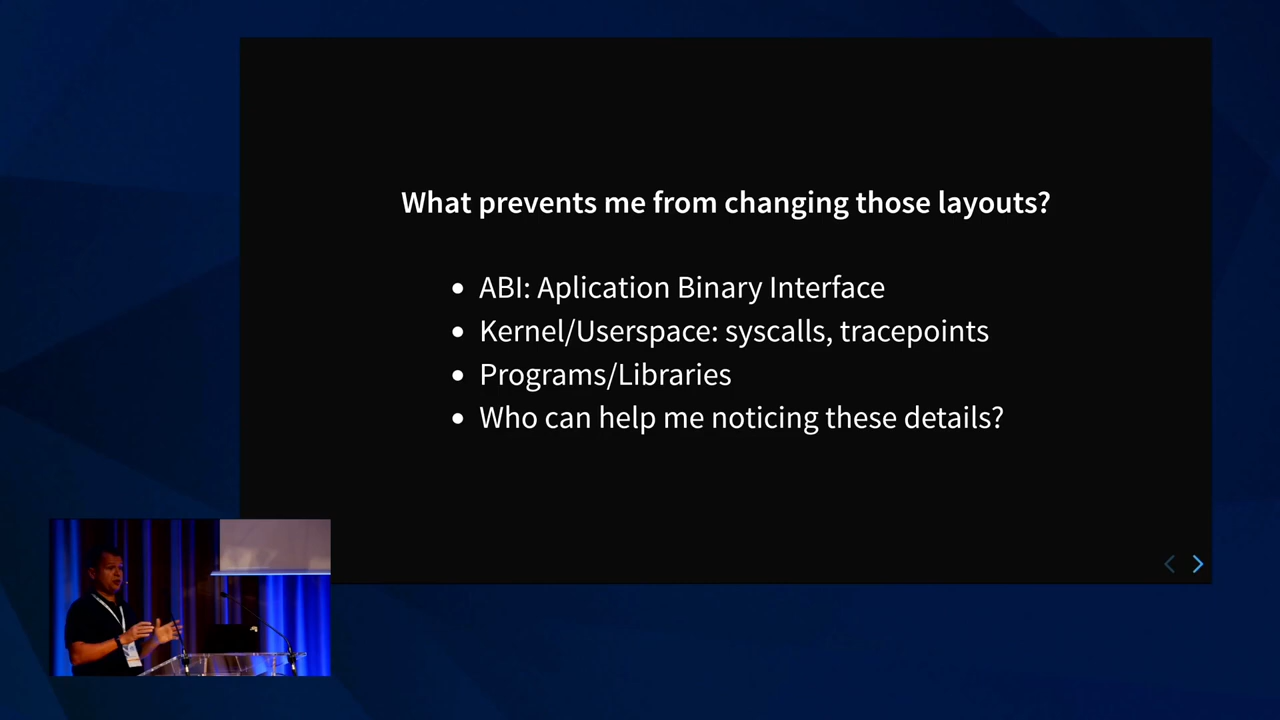 What prevents me from changing those layouts?
ABI: Aplication Binary Interface
Kernel/Userspace: syscalls, tracepoints
Programs/Libraries
Who can help me noticing these details?